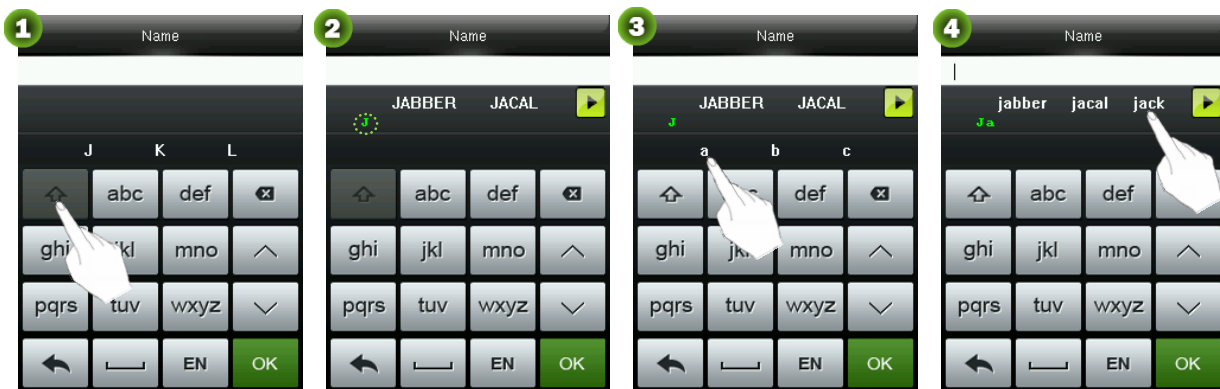 1
Name
J K L
abc def
ghi mno
pqrs tuv wxyz
EN OK
2
Name
JABBER JACAL
J
abc def
ghi jkl mno
pqrs tuv wxyz
EN OK
3
Name
JABBER JACAL
J
a b c
def
ghi mno
pqrs tuv wxyz
EN OK
4
Name
jabber jacal jack
Ja
abc def
ghi jkl mno
pqrs tuv wxyz
EN OK